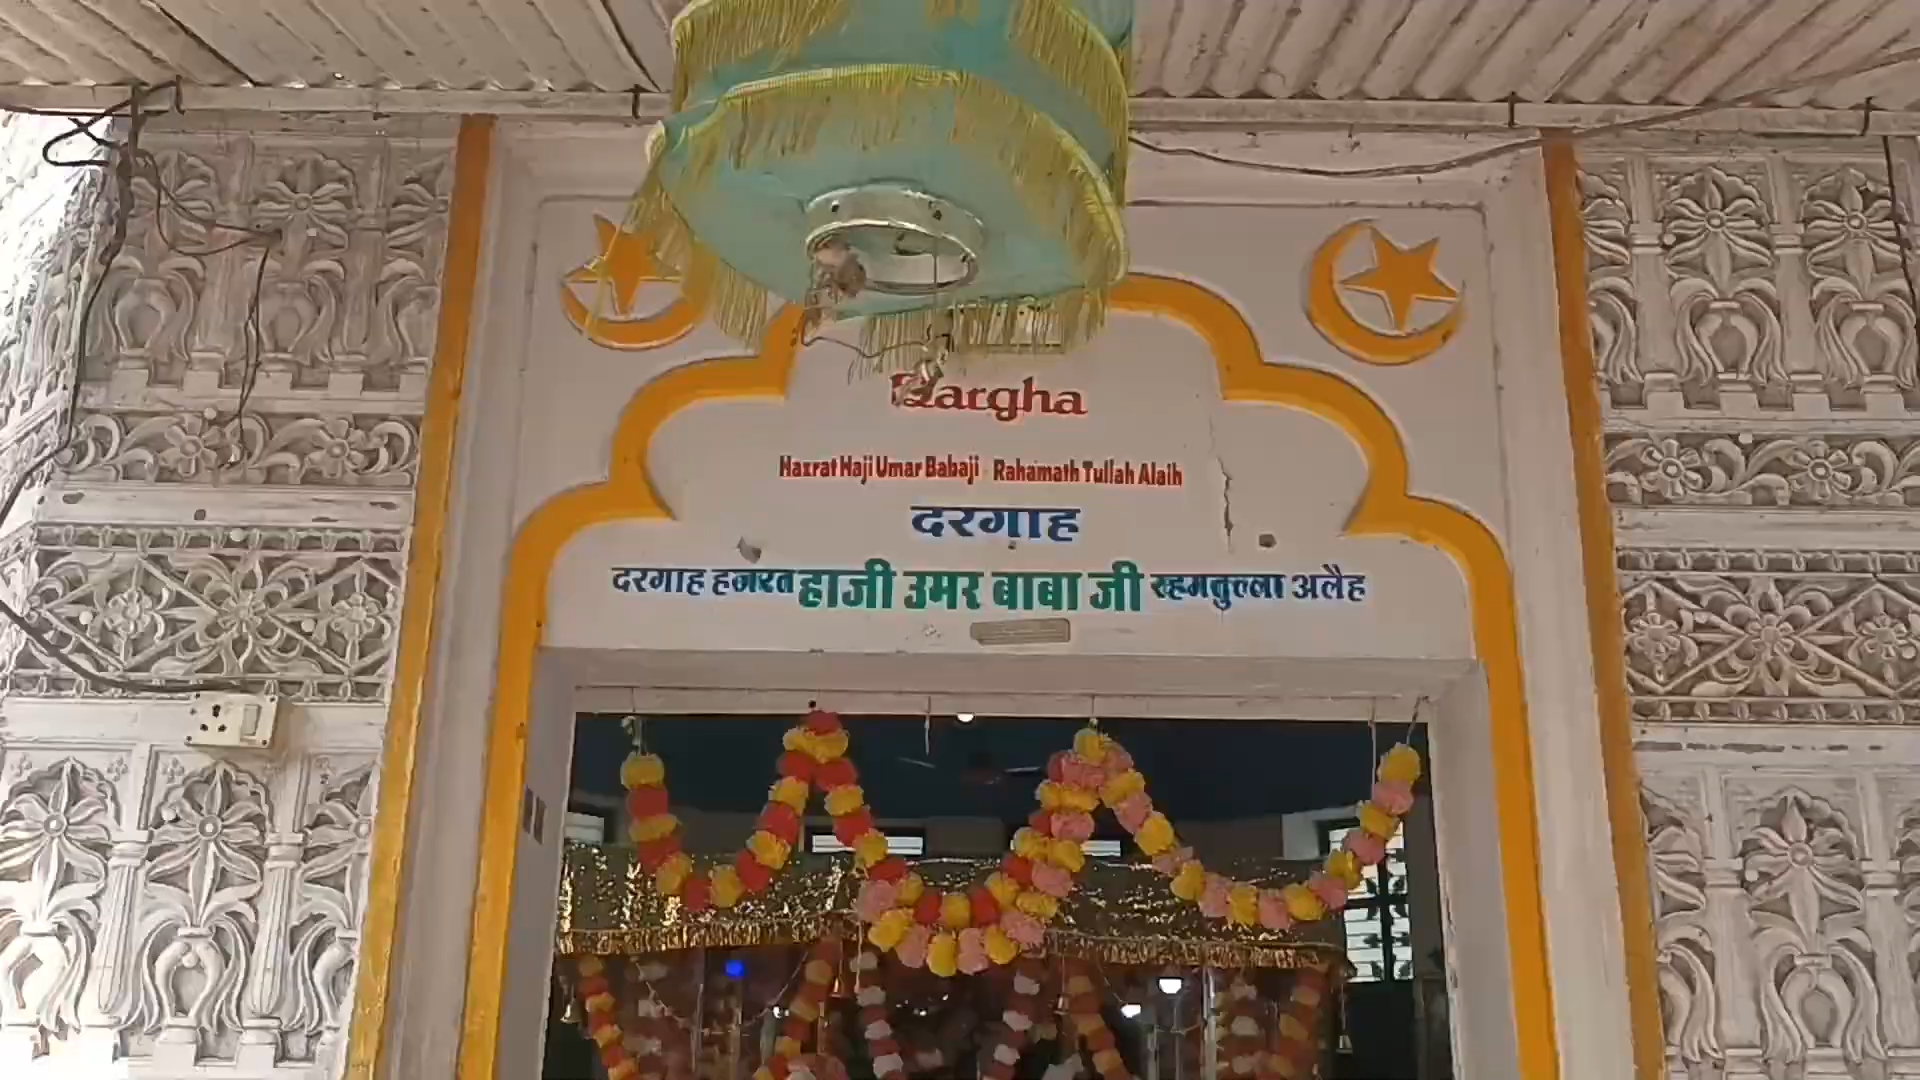 Dargha
Hazrat Haji Umar Babaji Rahamath Tullah Alaih
दरगाह
दरगाह हजरत हाजी उमर बाबा जी रहमतुल्ला अलैह